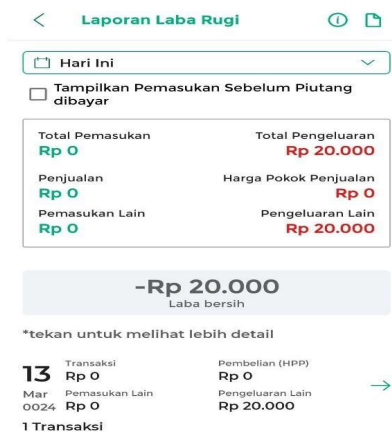 Laporan Laba Rugi
Hari Ini
Tampilkan Pemasukan Sebelum Piutang
dibayar
Total Pemasukan Total Pengeluaran
Rp 0 Rp 20.000
Penjualan Harga Pokok Penjualan
Rp 0 Rp 0
Pemasukan Lain Pengeluaran Lain
Rp 0 Rp 20.000
-Rp 20.000
Laba bersih
*tekan untuk melihat lebih detail
13 Transaksi Pembelian (HPP)
Rp 0 Rp 0
Mar Pemasukan Lain Pengeluaran Lain
0024 Rp 0 Rp 20.000
1 Transaksi